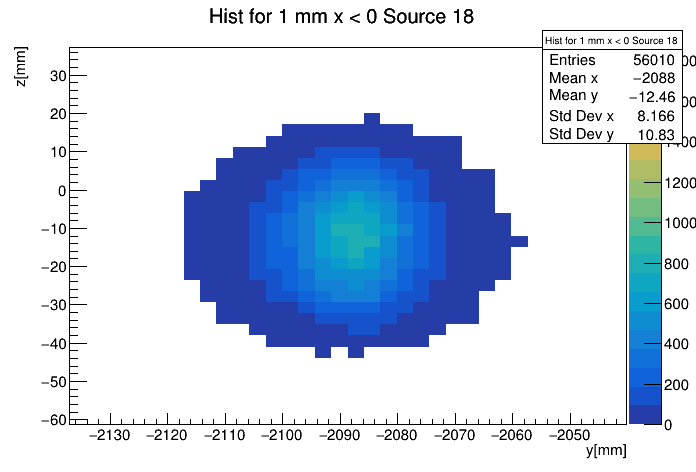 Hist for 1 mm x < 0 Source 18
Hist for 1 mm x < 0 Source 18
Entries 56010
Mean x −2088
Mean y −12.46
Std Dev x 8.166
Std Dev y 10.83
z[mm]
30
20
10
0
−10
−20
−30
−40
−50
−60
−2130 −2120 −2110 −2100 −2090 −2080 −2070 −2060 −2050
y[mm]
1200
1000
800
600
400
200
0